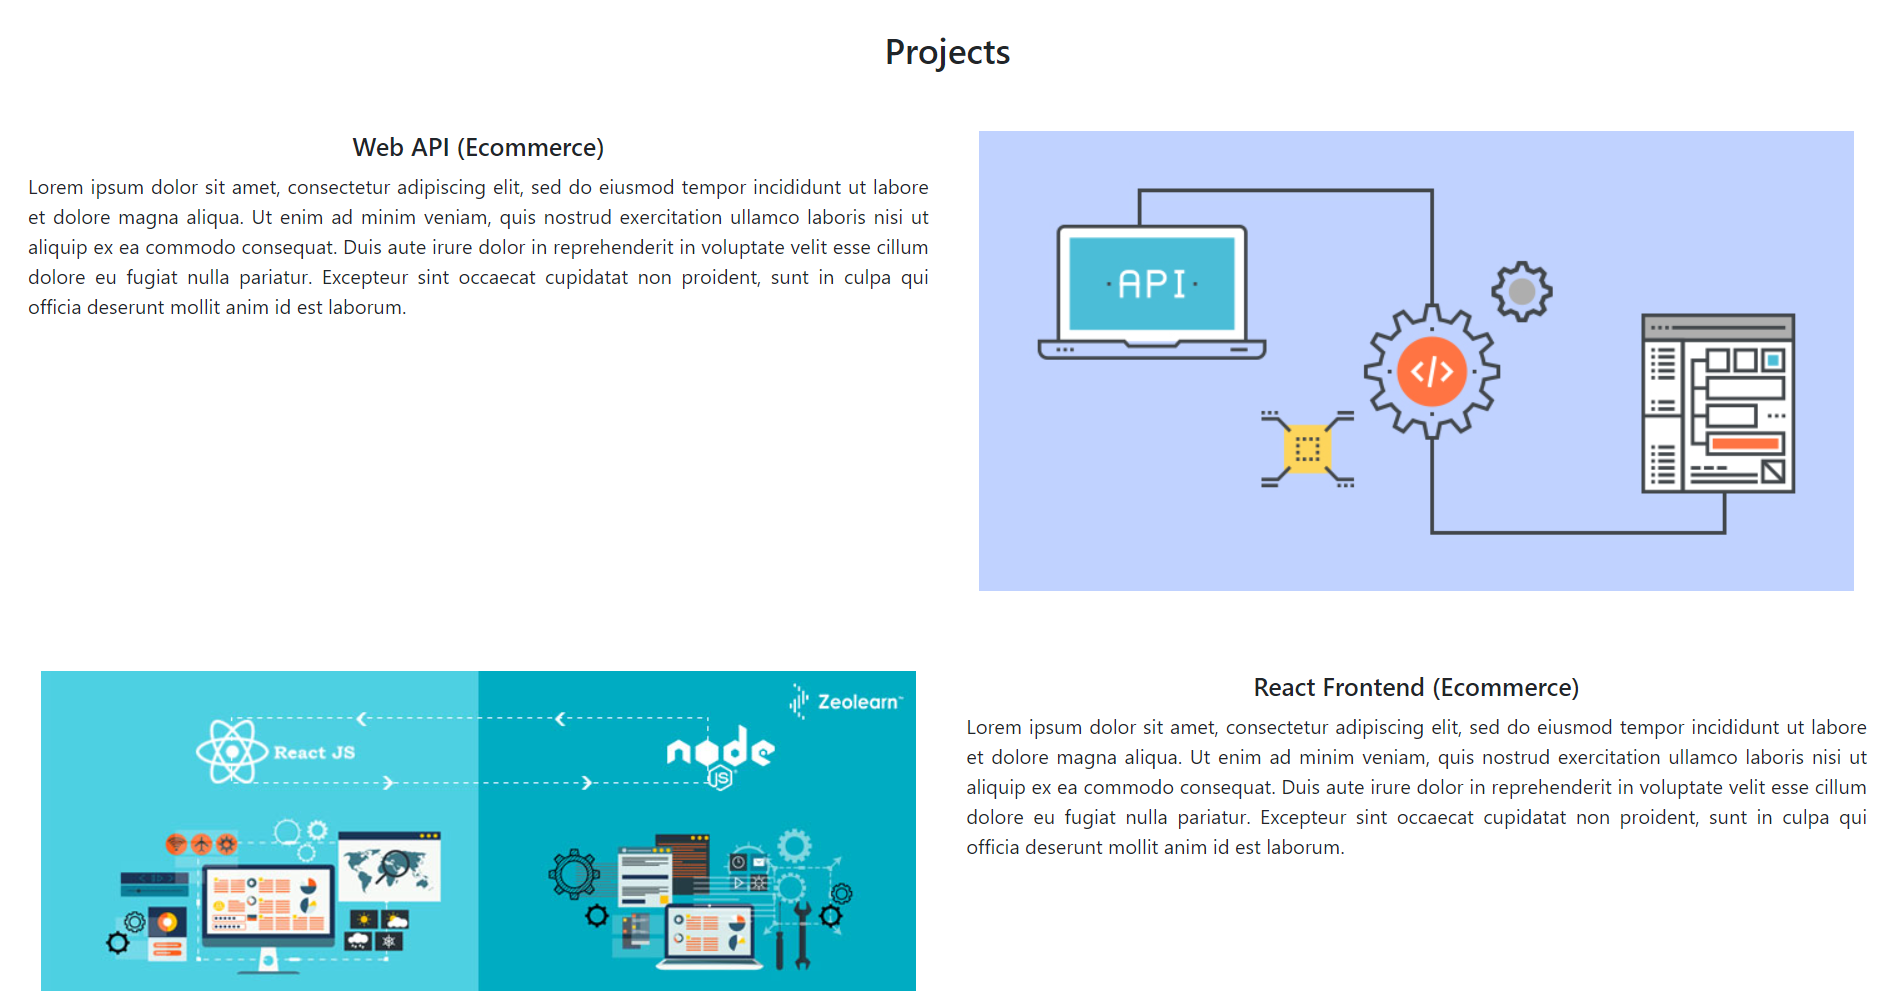 Projects
Web API (Ecommerce)
Lorem ipsum dolor sit amet, consectetur adipiscing elit, sed do eiusmod tempor incididunt ut labore
et dolore magna aliqua. Ut enim ad minim veniam, quis nostrud exercitation ullamco laboris nisi ut
aliquip ex ea commodo consequat. Duis aute irure dolor in reprehenderit in voluptate velit esse cillum
dolore eu fugiat nulla pariatur. Excepteur sint occaecat cupidatat non proident, sunt in culpa qui
officia deserunt mollit anim id est laborum.
· API ·
</>
Zeolearn™
React JS
node
JS
React Frontend (Ecommerce)
Lorem ipsum dolor sit amet, consectetur adipiscing elit, sed do eiusmod tempor incididunt ut labore
et dolore magna aliqua. Ut enim ad minim veniam, quis nostrud exercitation ullamco laboris nisi ut
aliquip ex ea commodo consequat. Duis aute irure dolor in reprehenderit in voluptate velit esse cillum
dolore eu fugiat nulla pariatur. Excepteur sint occaecat cupidatat non proident, sunt in culpa qui
officia deserunt mollit anim id est laborum.